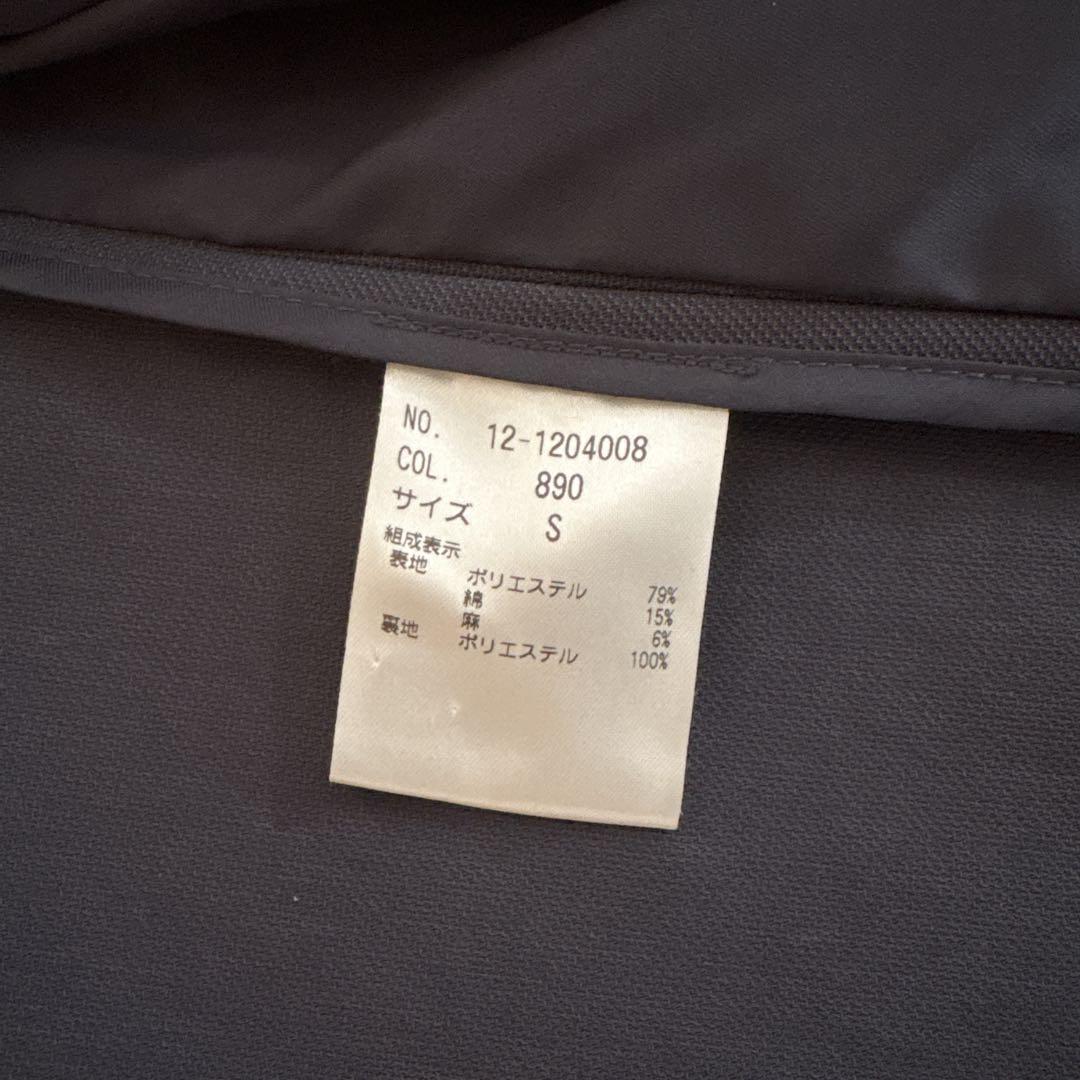 NO. 12-1204008
COL. 890
サイズ S
組成表示
表地 ポリエステル 79%
綿 15%
麻 6%
裏地 ポリエステル 100%